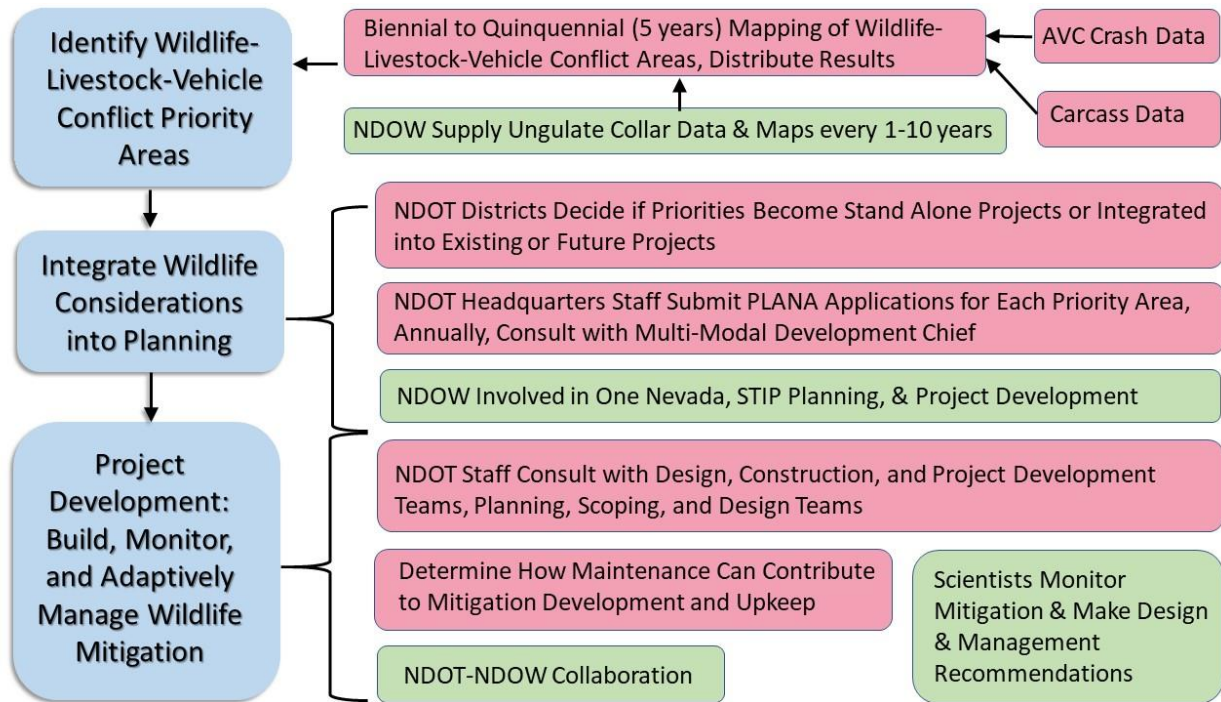 Identify Wildlife-
Livestock-Vehicle
Conflict Priority
Areas
Biennial to Quinquennial (5 years) Mapping of Wildlife-
Livestock-Vehicle Conflict Areas, Distribute Results
AVC Crash Data
Carcass Data
NDOW Supply Ungulate Collar Data & Maps every 1-10 years
Integrate Wildlife
Considerations
into Planning
NDOT Districts Decide if Priorities Become Stand Alone Projects or Integrated
into Existing or Future Projects
NDOT Headquarters Staff Submit PLANA Applications for Each Priority Area,
Annually, Consult with Multi-Modal Development Chief
NDOW Involved in One Nevada, STIP Planning, & Project Development
Project
Development:
Build, Monitor,
and Adaptively
Manage Wildlife
Mitigation
NDOT Staff Consult with Design, Construction, and Project Development
Teams, Planning, Scoping, and Design Teams
Determine How Maintenance Can Contribute
to Mitigation Development and Upkeep
NDOT-NDOW Collaboration
Scientists Monitor
Mitigation & Make Design
& Management
Recommendations